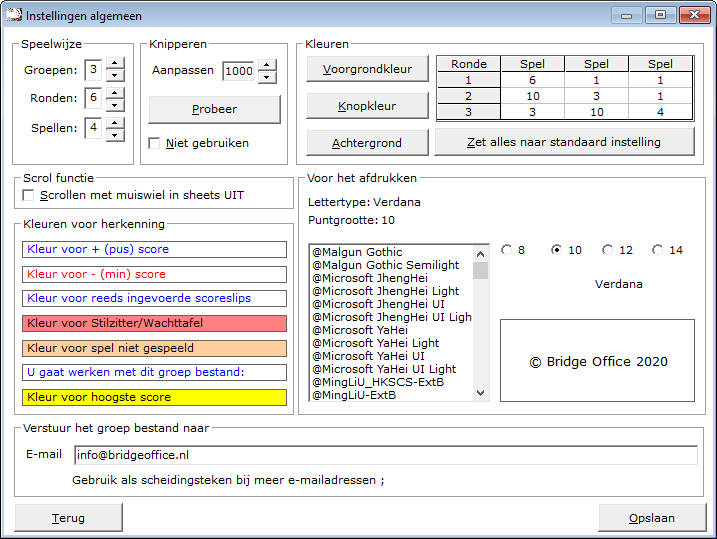 Instellingen algemeen
Speelwijze
Groepen: 3
Ronden: 6
Spellen: 4
Knipperen
Aanpassen 1000
Probeer
Niet gebruiken
Kleuren
Voorgrondkleur
Knopkleur
Achtergrond
Ronde Spel Spel Spel
1 6 1 1
2 10 3 1
3 3 10 4
Zet alles naar standaard instelling
Scrol functie
Scrollen met muiswiel in sheets UIT
Kleuren voor herkenning
Kleur voor + (pus) score
Kleur voor - (min) score
Kleur voor reeds ingevoerde scoreslips
Kleur voor Stilzitter/Wachttafel
Kleur voor spel niet gespeeld
U gaat werken met dit groep bestand:
Kleur voor hoogste score
Voor het afdrukken
Lettertype: Verdana
Puntgrootte: 10
@Malgun Gothic
@Malgun Gothic Semilight
@Microsoft JhengHei
@Microsoft JhengHei Light
@Microsoft JhengHei UI
@Microsoft JhengHei UI Ligh
@Microsoft YaHei
@Microsoft YaHei Light
@Microsoft YaHei UI
@Microsoft YaHei UI Light
@MingLiU_HKSCS-ExtB
@MingLiU-ExtB
8 10 12 14
Verdana
© Bridge Office 2020
Verstuur het groep bestand naar
E-mail info@bridgeoffice.nl
Gebruik als scheidingsteken bij meer e-mailadressen ;
Terug
Opslaan